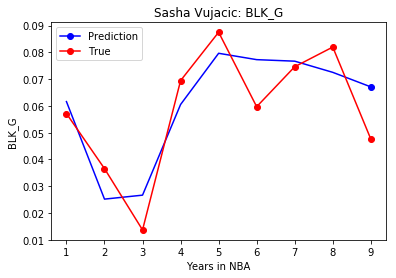 Sasha Vujacic: BLK_G
Prediction
True
BLK_G
0.09
0.08
0.07
0.06
0.05
0.04
0.03
0.02
0.01
1 2 3 4 5 6 7 8 9
Years in NBA